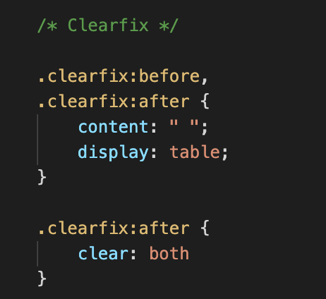 /* Clearfix */

.clearfix:before,
.clearfix:after {
    content: " ";
    display: table;
}

.clearfix:after {
    clear: both
}